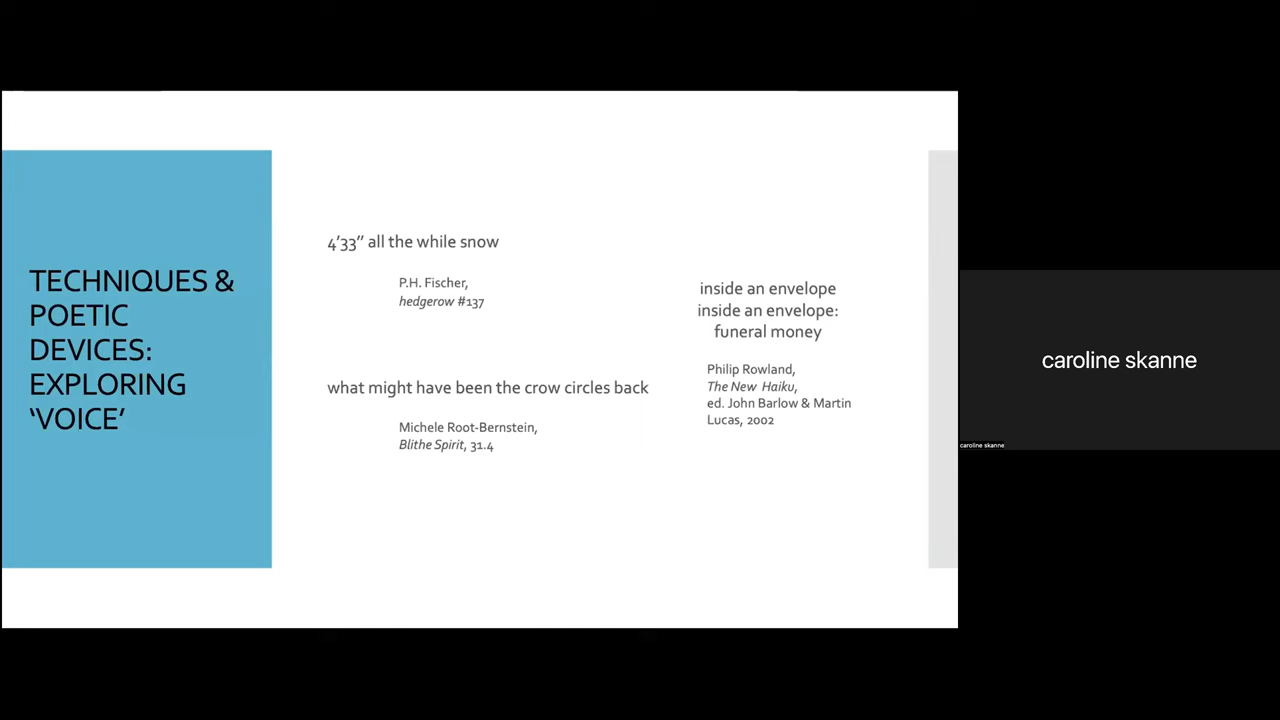 TECHNIQUES &
POETIC
DEVICES:
EXPLORING
‘VOICE’
4’33’’ all the while snow
P.H. Fischer,
hedgerow #137
what might have been the crow circles back
Michele Root-Bernstein,
Blithe Spirit, 31.4
inside an envelope
inside an envelope:
funeral money
Philip Rowland,
The New Haiku,
ed. John Barlow & Martin
Lucas, 2002
caroline skanne
caroline skanne